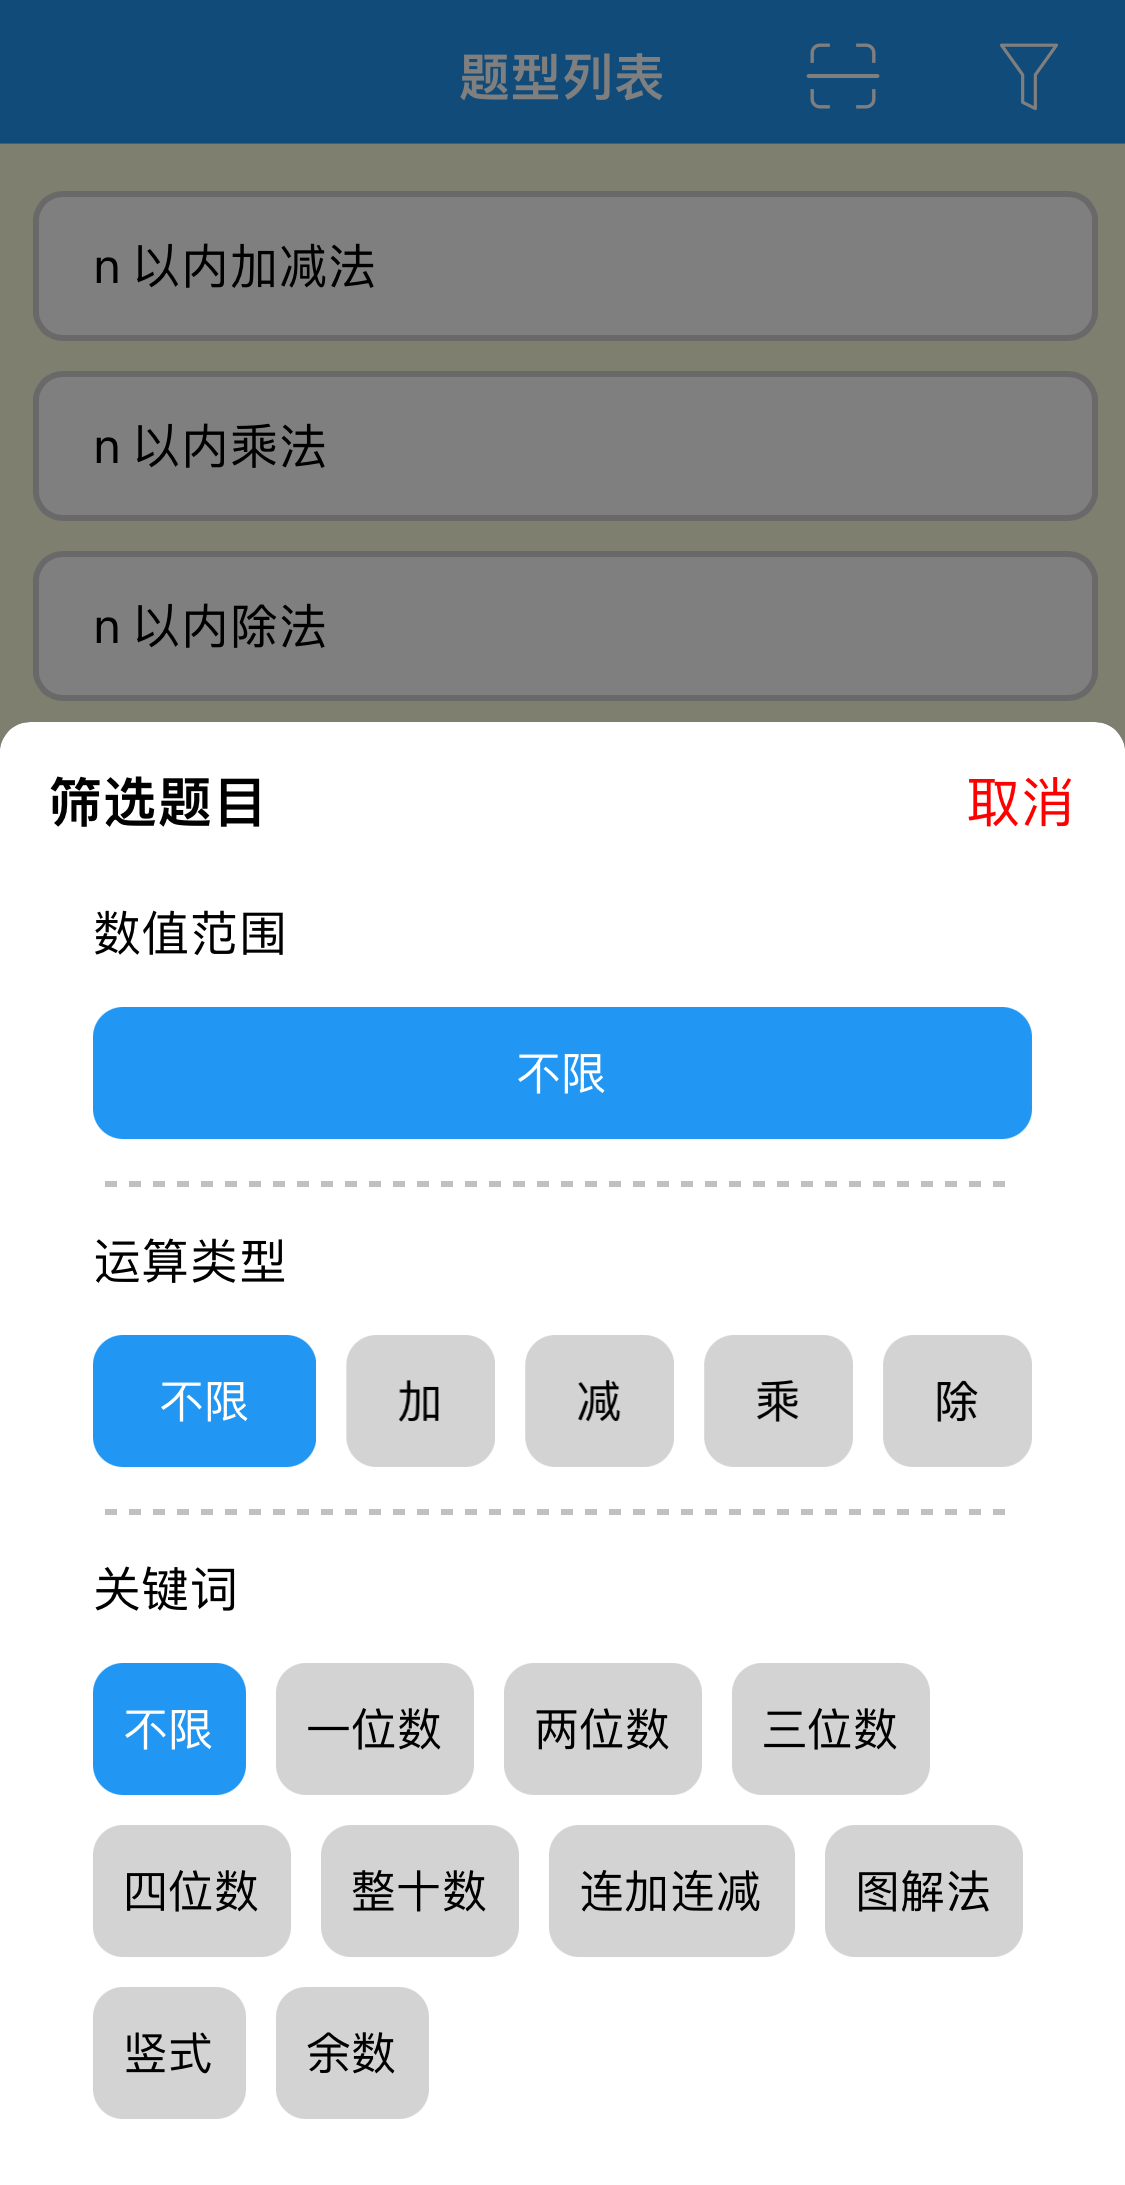 题型列表
n 以内加减法
n 以内乘法
n 以内除法
筛选题目 取消
数值范围
不限
运算类型
不限 加 减 乘 除
关键词
不限 一位数 两位数 三位数
四位数 整十数 连加连减 图解法
竖式 余数